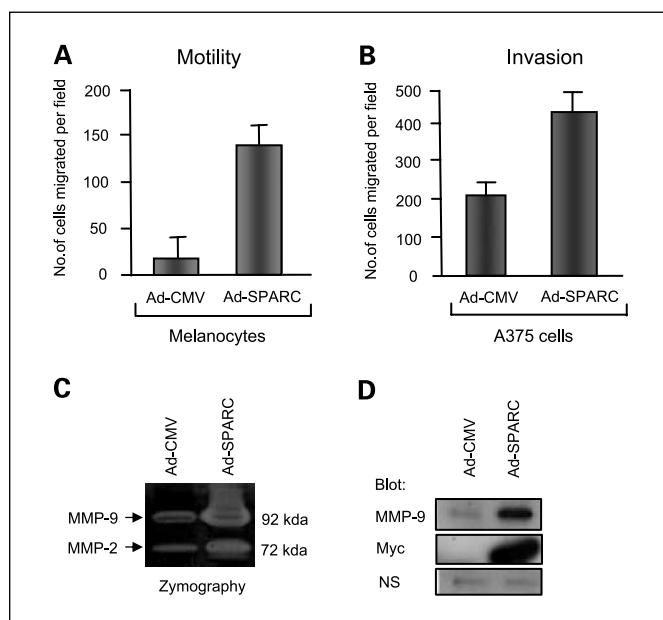 A
Motility
No.of cells migrated per field
200
150
100
50
0
Ad-CMV
Ad-SPARC
Melanocytes
B
Invasion
No.of cells migrated per field
500
400
300
200
100
0
Ad-CMV
Ad-SPARC
A375 cells
C
Ad-CMV
Ad-SPARC
MMP-9
92 kda
MMP-2
72 kda
Zymography
D
Ad-CMV
Ad-SPARC
Blot:
MMP-9
Myc
NS